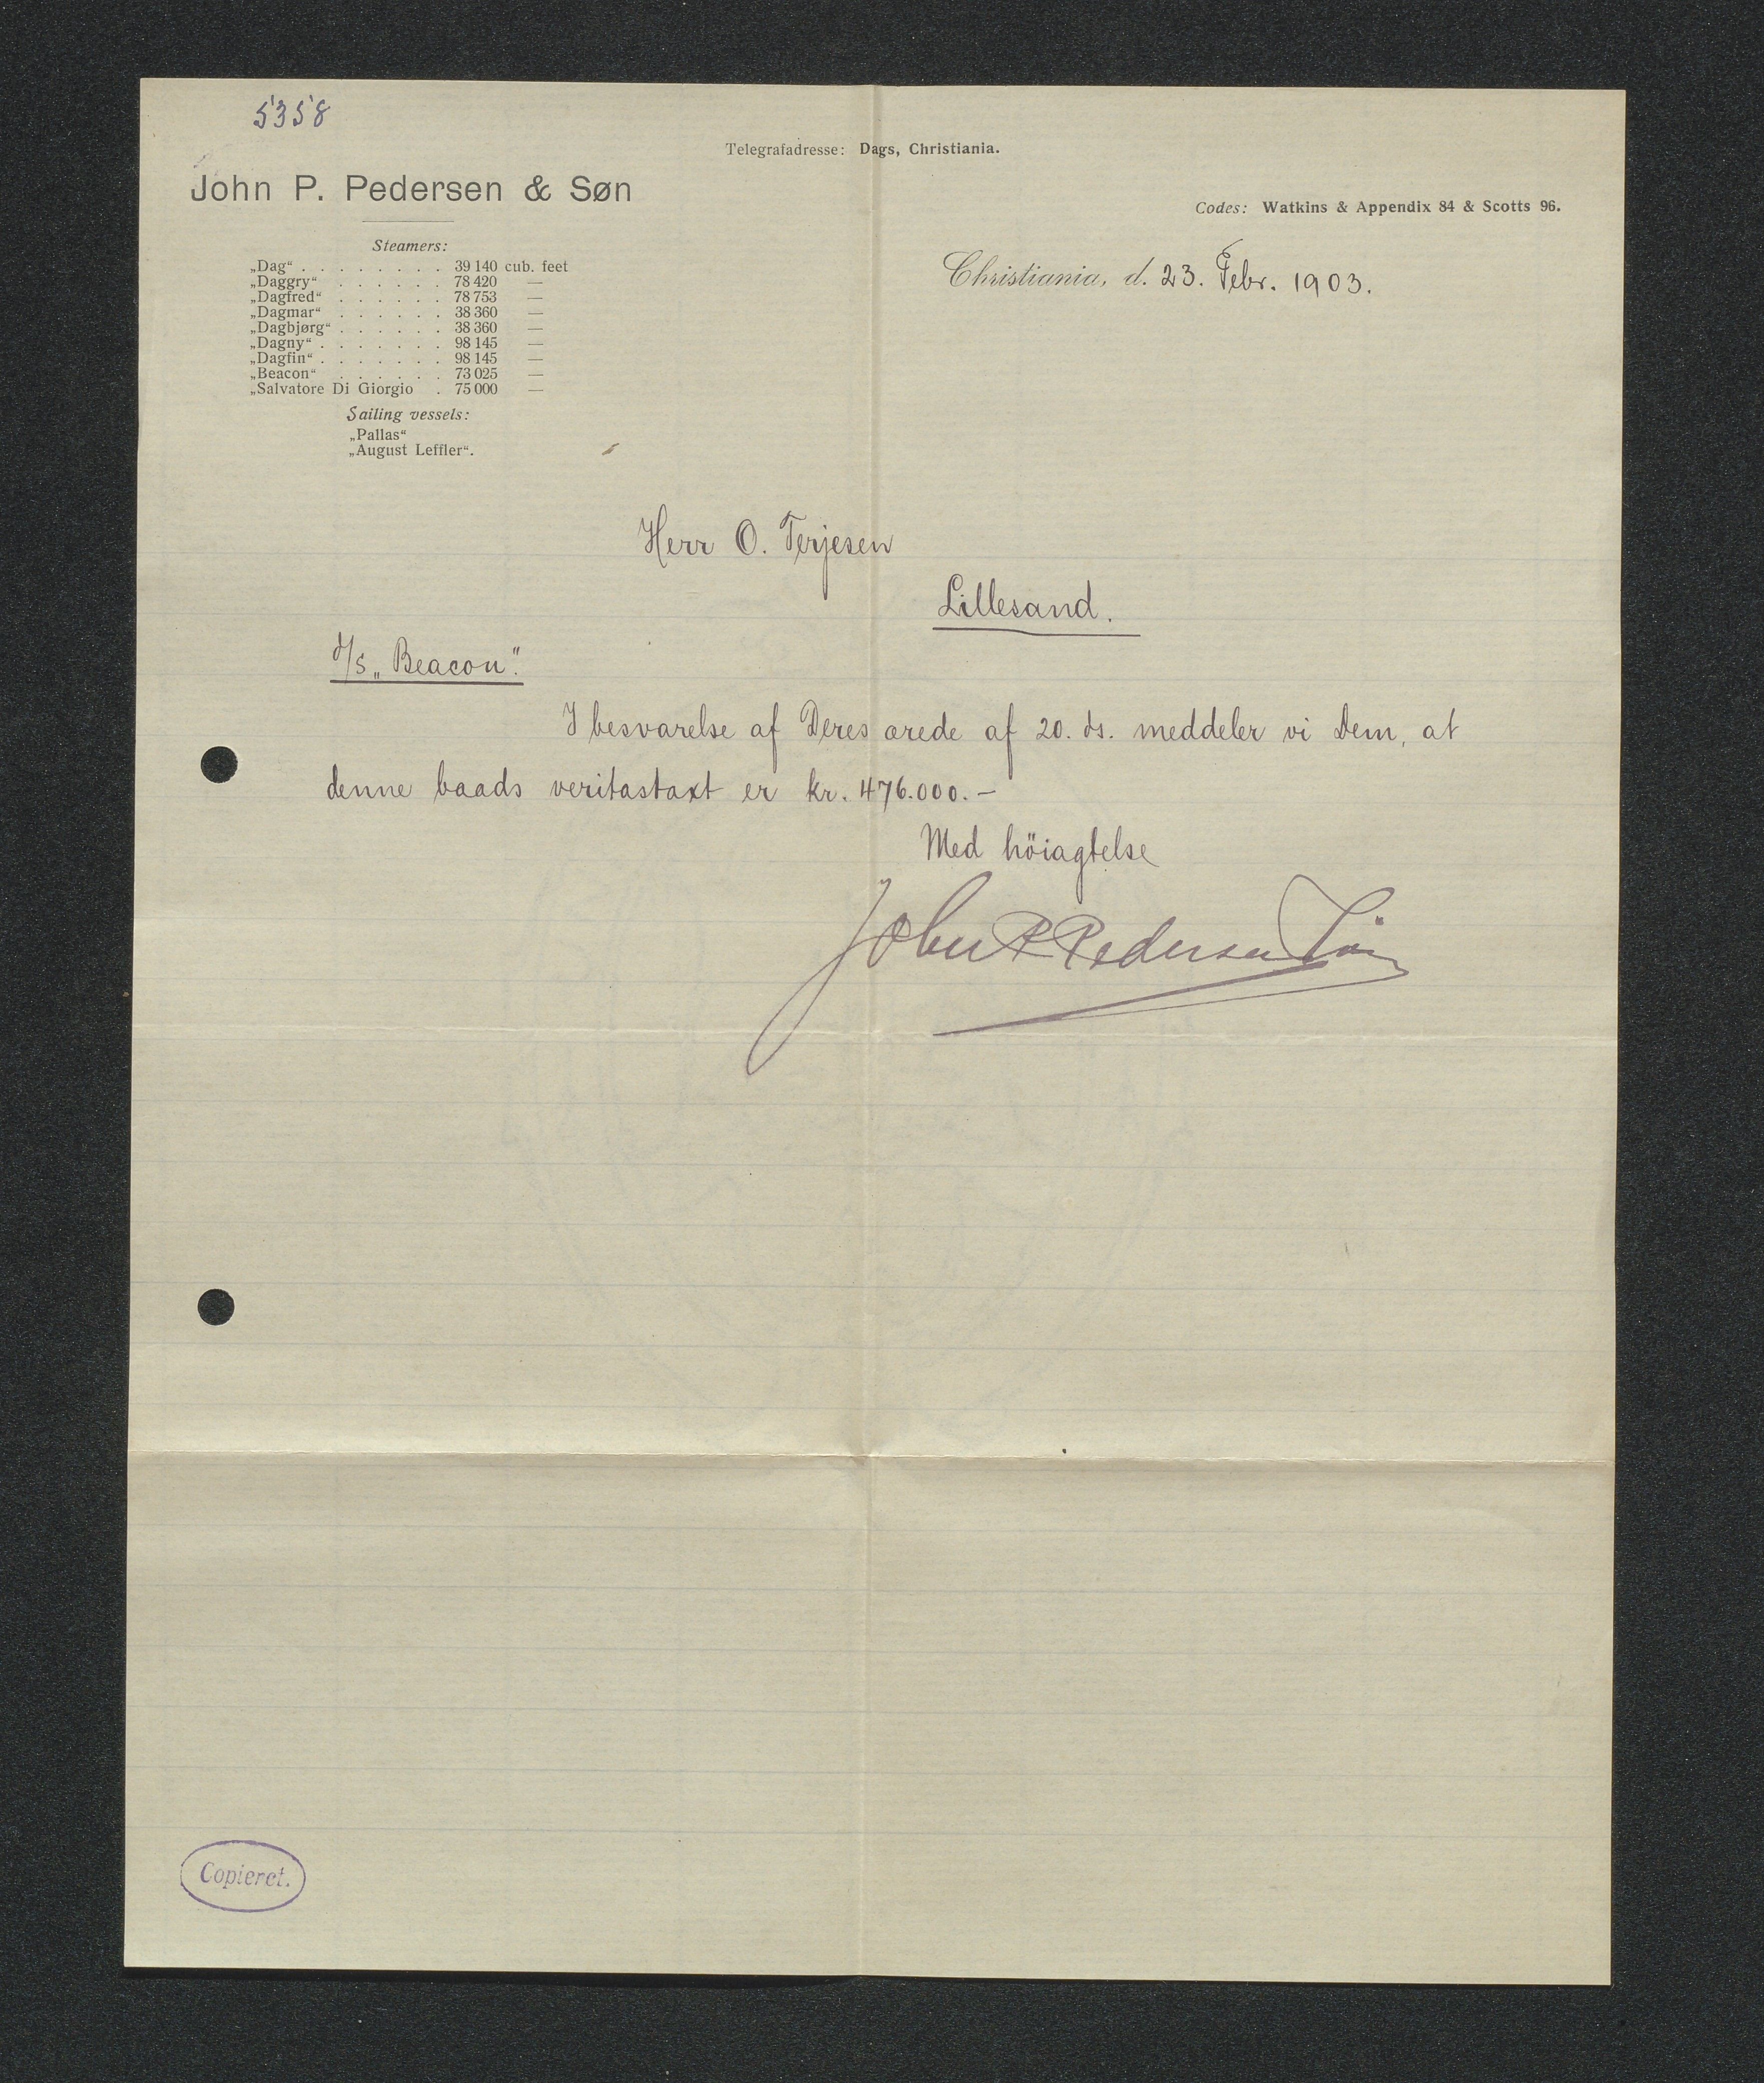 5358
Telegrafadresse: Dags, Christiania.
John P. Pedersen & Søn
Codes: Watkins & Appendix 84 & Scotts 96.
Steamers:
„Dag“ . . . . . . . . 39 140 cub. feet
„Daggry“ . . . . . . 78 420 —
„Dagfred“ . . . . . . 78 753 —
„Dagmar“ . . . . . . 38 360 —
„Dagbjørg“ . . . . . . 38 360 —
„Dagny“ . . . . . . . 98 145 —
„Dagfin“ . . . . . . . 98 145 —
„Beacon“ . . . . . . 73 025 —
„Salvatore Di Giorgio . 75 000 —
Sailing vessels:
„Pallas“
„August Leffler“.
Christiania, d. 23. Febr. 1903.
Herr O. Terjesen
Lillesand.
d/s „Beacon“.
I besvarelse af Deres ærede af 20. ds. meddeler vi Dem, at
denne baads veritastaxt er kr. 476.000.-
Med höiagtelse
John P Pedersen Søn
Copieret.